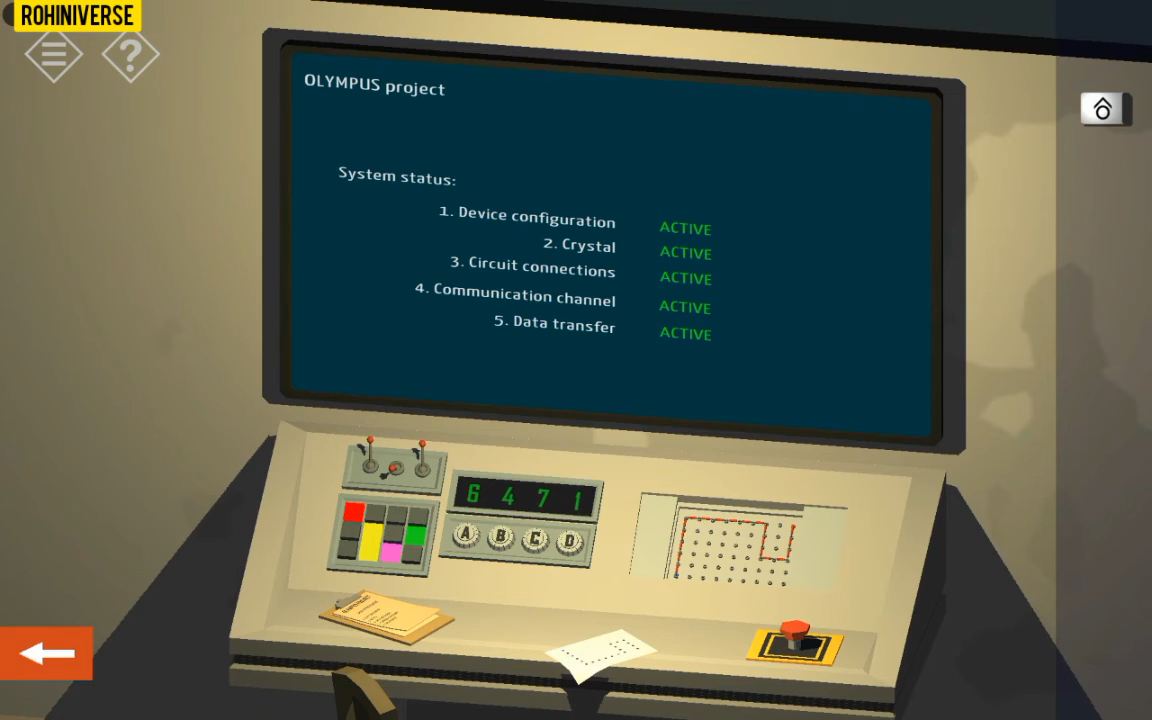 ROHINIVERSE
?
OLYMPUS project
System status:
1. Device configuration ACTIVE
2. Crystal ACTIVE
3. Circuit connections ACTIVE
4. Communication channel ACTIVE
5. Data transfer ACTIVE
6 4 7 1
A B C D